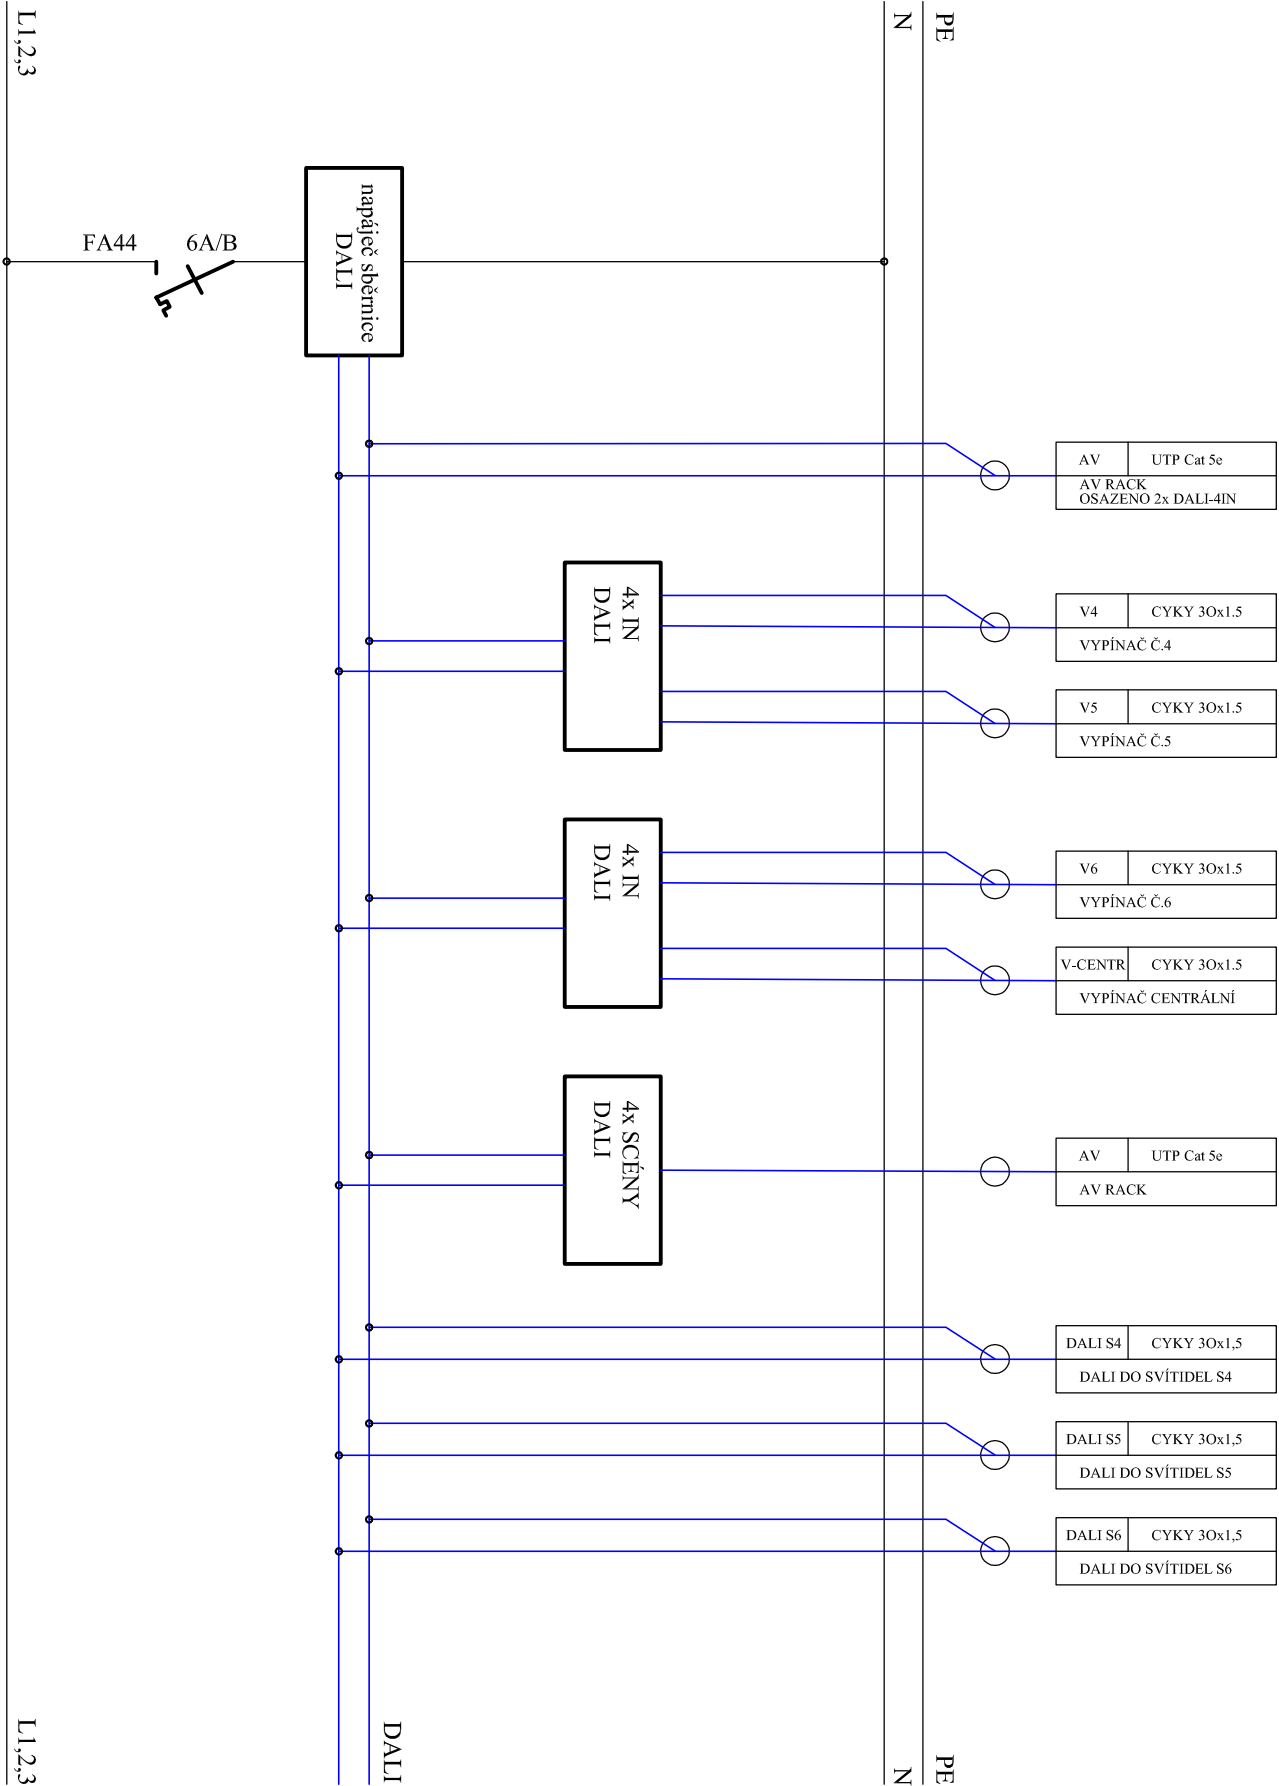 L1,2,3
N
PE
FA44
6A/B
napáječ sběrnice
DALI
AV
UTP Cat 5e
AV RACK
OSAZENO 2x DALI-4IN
4x IN
DALI
V4
CYKY 3Ox1.5
VYPÍNAČ Č.4
V5
CYKY 3Ox1.5
VYPÍNAČ Č.5
4x IN
DALI
V6
CYKY 3Ox1.5
VYPÍNAČ Č.6
V-CENTR
CYKY 3Ox1.5
VYPÍNAČ CENTRÁLNÍ
4x SCÉNY
DALI
AV
UTP Cat 5e
AV RACK
DALI S4
CYKY 3Ox1,5
DALI DO SVÍTIDEL S4
DALI S5
CYKY 3Ox1,5
DALI DO SVÍTIDEL S5
DALI S6
CYKY 3Ox1,5
DALI DO SVÍTIDEL S6
L1,2,3
DALI
N
PE